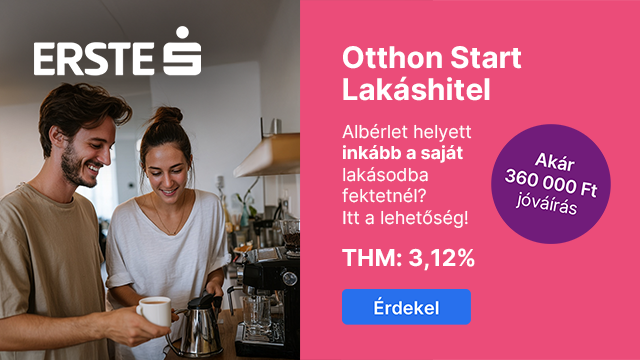 ERSTE
Otthon Start
Lakáshitel
Albérlet helyett
inkább a saját
lakásodba
fektetnél?
Itt a lehetőség!
Akár
360 000 Ft
jóváírás
THM: 3,12%
Érdekel